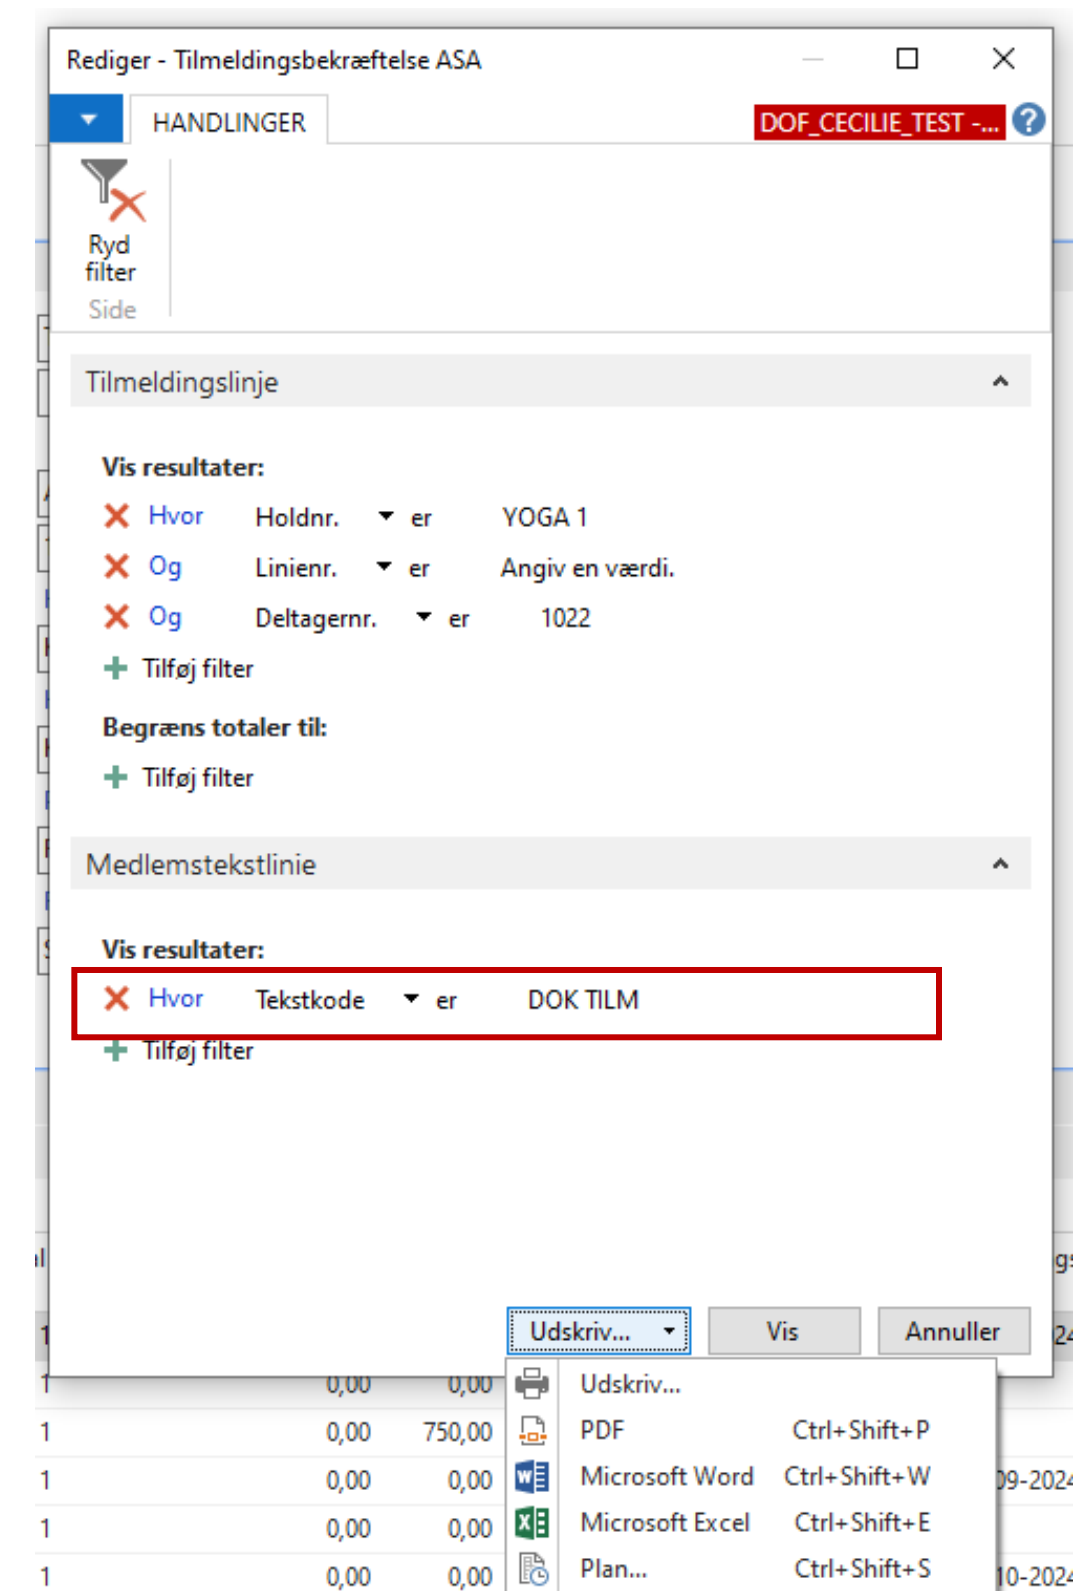 Rediger - Tilmeldingsbekræftelse ASA
HANDLINGER
DOF_CECILIE_TEST -...
?
Ryd
filter
Side
Tilmeldingslinje
Vis resultater:
Hvor Holdnr. er YOGA 1
Og Linienr. er Angiv en værdi.
Og Deltagernr. er 1022
Tilføj filter
Begræns totaler til:
Tilføj filter
Medlemstekstlinie
Vis resultater:
Hvor Tekstkode er DOK TILM
Tilføj filter
Udskriv... Vis Annuller
1 0,00 0,00 Udskriv...
1 0,00 750,00 PDF Ctrl+Shift+P
1 0,00 0,00 Microsoft Word Ctrl+Shift+W 09-2024
1 0,00 0,00 Microsoft Excel Ctrl+Shift+E
1 0,00 0,00 Plan... Ctrl+Shift+S 10-2024